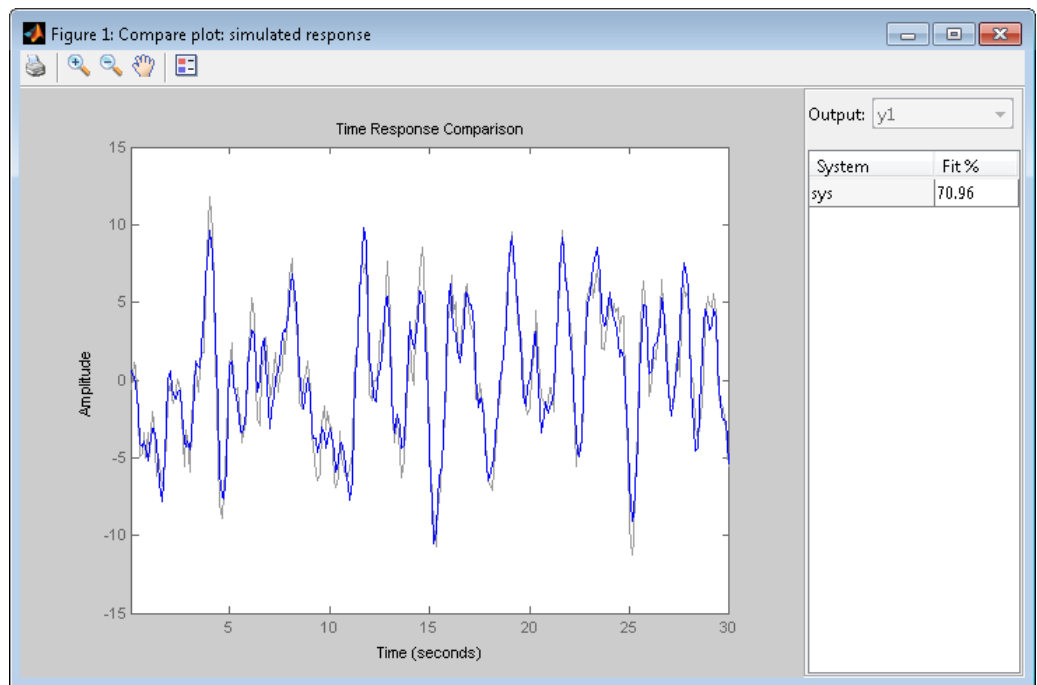 Figure 1: Compare plot: simulated response
Output: y1
System Fit %
sys 70.96
Time Response Comparison
15
10
5
0
-5
-10
-15
Amplitude
5 10 15 20 25 30
Time (seconds)